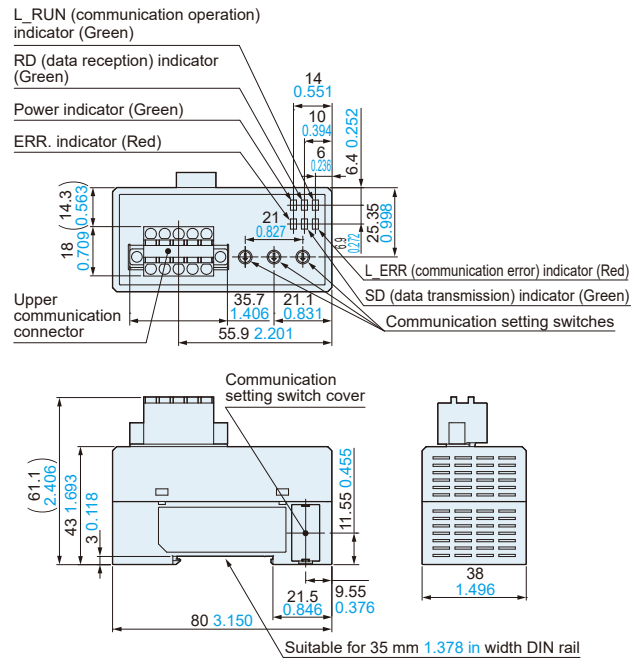 L_RUN (communication operation)
indicator (Green)
RD (data reception) indicator
(Green)
Power indicator (Green)
ERR. indicator (Red)
14
0.551
10
0.394
6
0.236
6.4 0.252
(14.3)
(0.563)
18
0.709
21
0.827
6.9
0.272
25.35
0.998
L_ERR (communication error) indicator (Red)
SD (data transmission) indicator (Green)
Communication setting switches
Upper
communication
connector
35.7
1.406
21.1
0.831
55.9 2.201
Communication
setting switch cover
(61.1)
(2.406)
43 1.693
3 0.118
11.55 0.455
9.55
0.376
21.5
0.846
80 3.150
38
1.496
Suitable for 35 mm 1.378 in width DIN rail